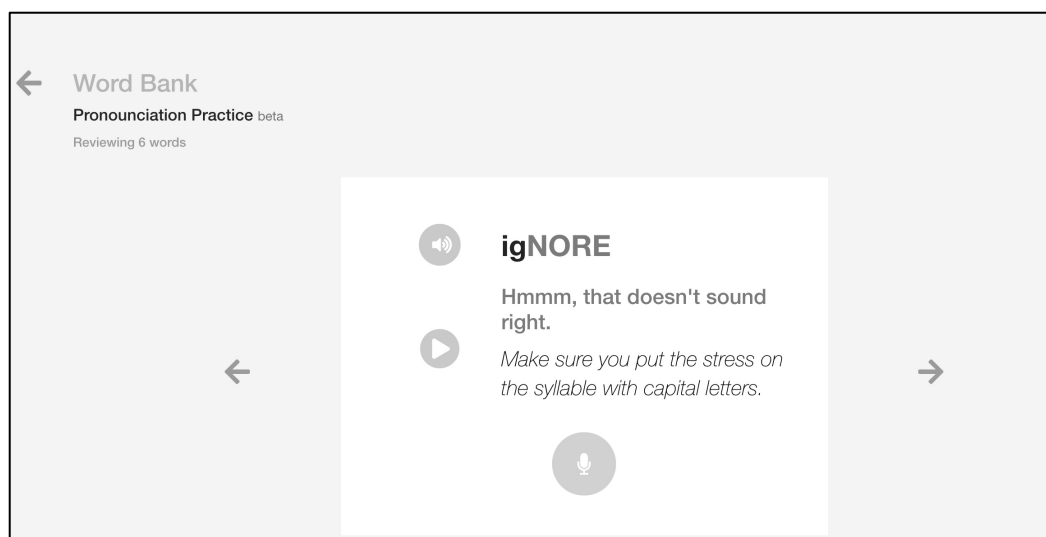 Word Bank
Pronounciation Practice beta
Reviewing 6 words
igNORE
Hmmm, that doesn't sound
right.
Make sure you put the stress on
the syllable with capital letters.